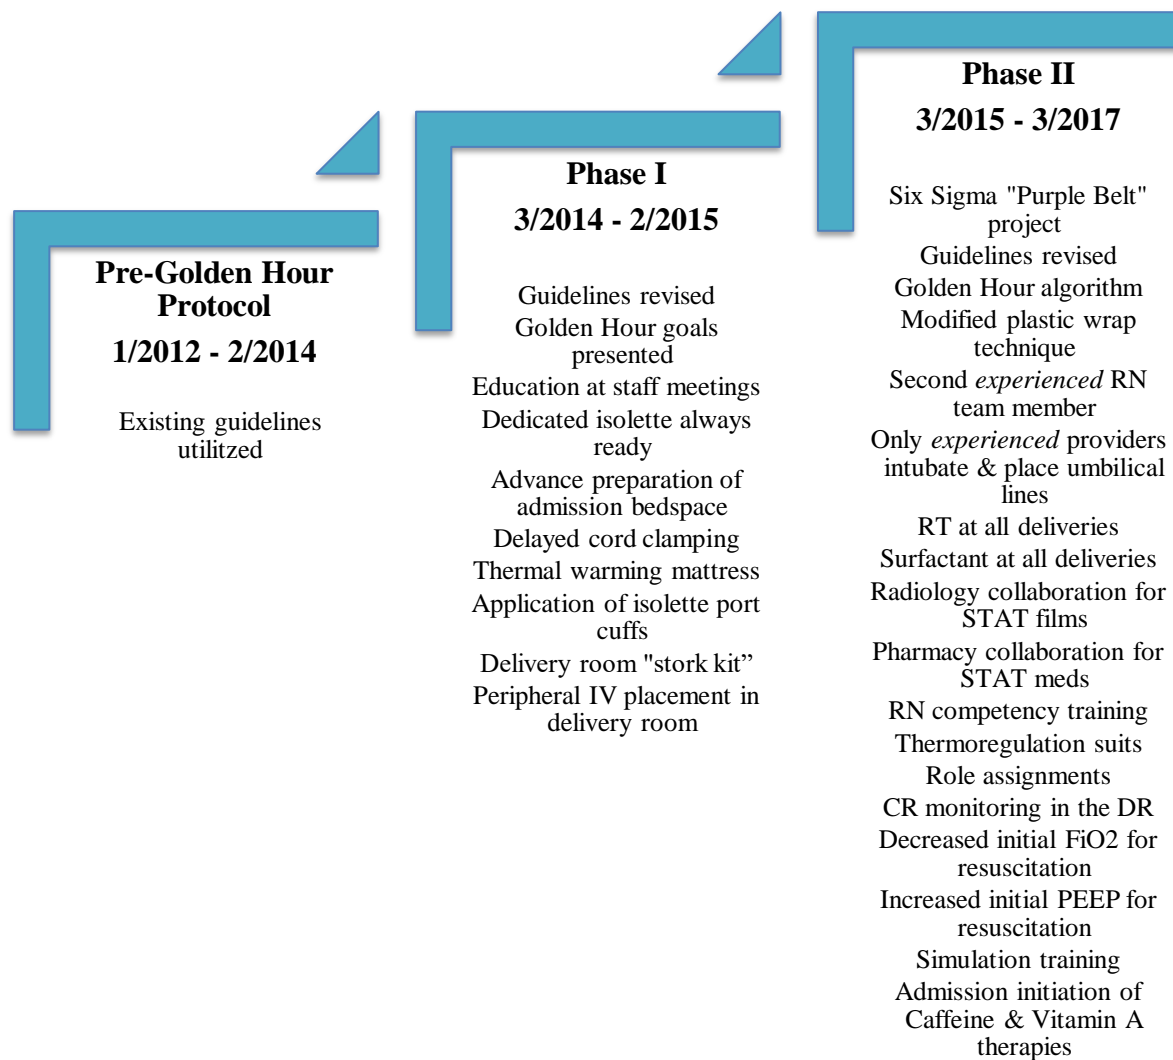 Pre-Golden Hour
Protocol
1/2012 - 2/2014
Existing guidelines
utilitzed
Phase I
3/2014 - 2/2015
Guidelines revised
Golden Hour goals
presented
Education at staff meetings
Dedicated isolette always
ready
Advance preparation of
admission bedspace
Delayed cord clamping
Thermal warming mattress
Application of isolette port
cuffs
Delivery room "stork kit”
Peripheral IV placement in
delivery room
Phase II
3/2015 - 3/2017
Six Sigma "Purple Belt"
project
Guidelines revised
Golden Hour algorithm
Modified plastic wrap
technique
Second experienced RN
team member
Only experienced providers
intubate & place umbilical
lines
RT at all deliveries
Surfactant at all deliveries
Radiology collaboration for
STAT films
Pharmacy collaboration for
STAT meds
RN competency training
Thermoregulation suits
Role assignments
CR monitoring in the DR
Decreased initial FiO2 for
resuscitation
Increased initial PEEP for
resuscitation
Simulation training
Admission initiation of
Caffeine & Vitamin A
therapies